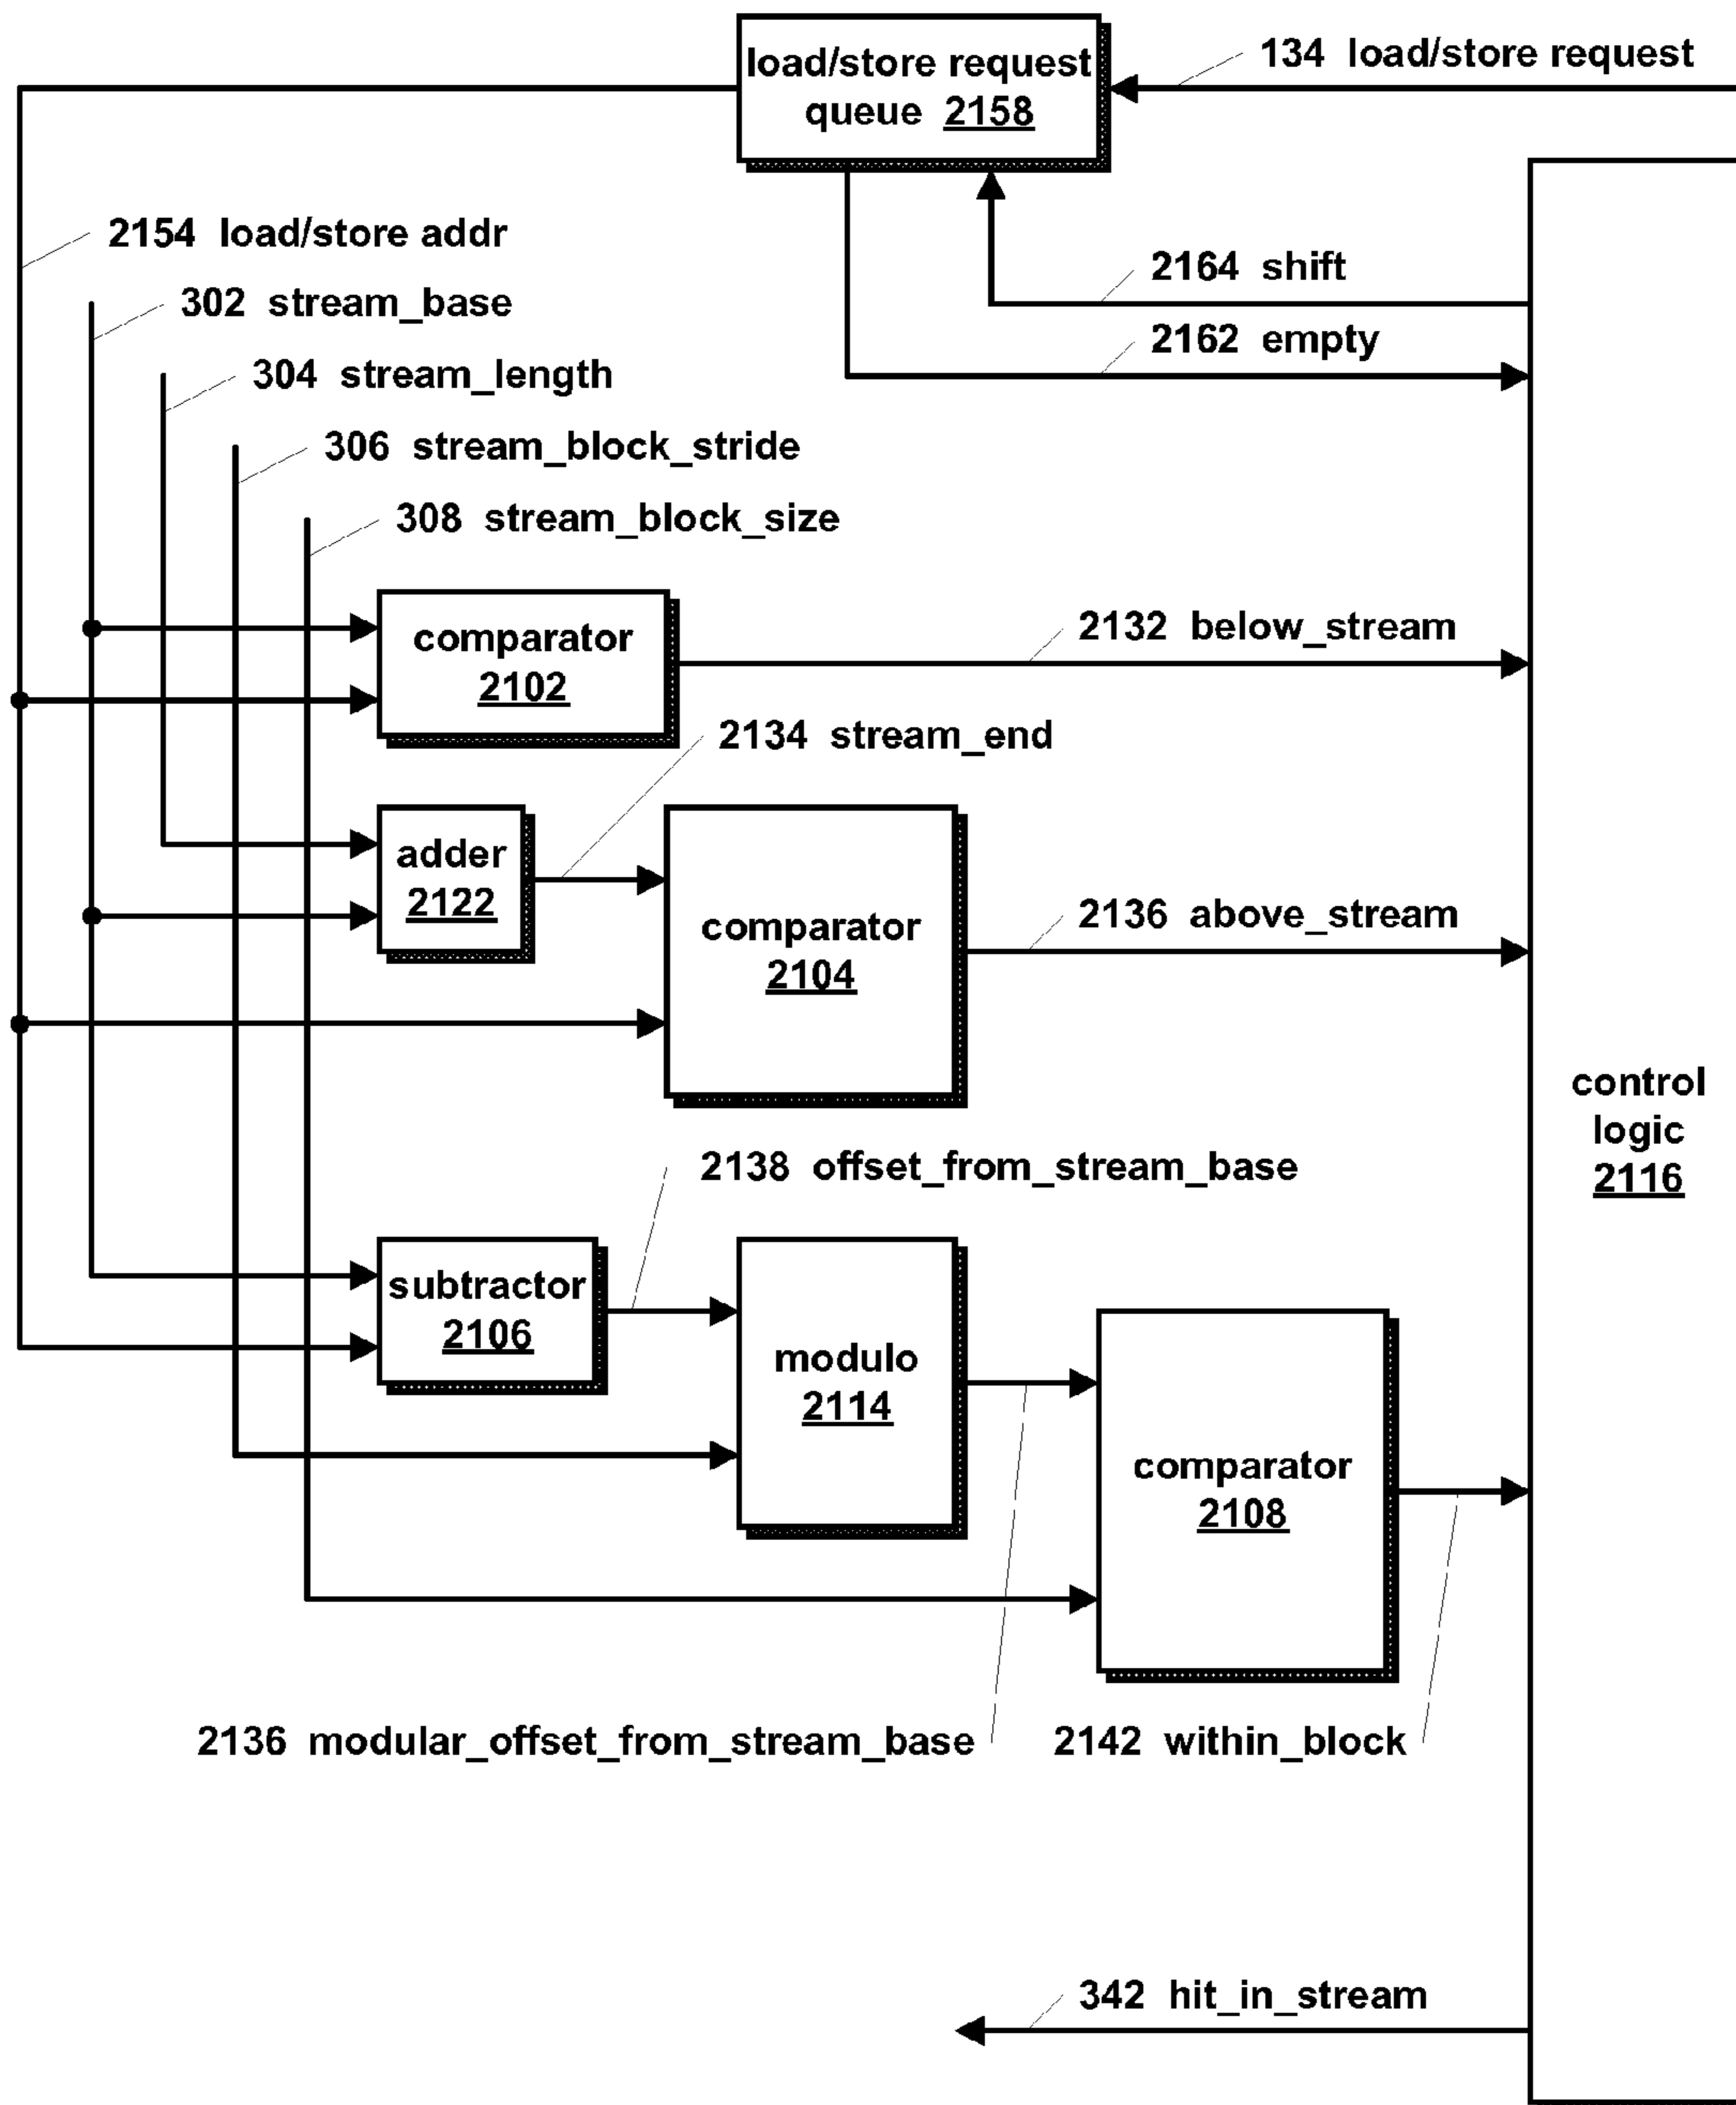 load/store request
queue 2158
134 load/store request
2154 load/store addr
2164 shift
302 stream_base
2162 empty
304 stream_length
306 stream_block_stride
308 stream_block_size
comparator
2102
2132 below_stream
2134 stream_end
adder
2122
comparator
2104
2136 above_stream
control
logic
2116
2138 offset_from_stream_base
subtractor
2106
modulo
2114
comparator
2108
2136 modular_offset_from_stream_base
2142 within_block
342 hit_in_stream